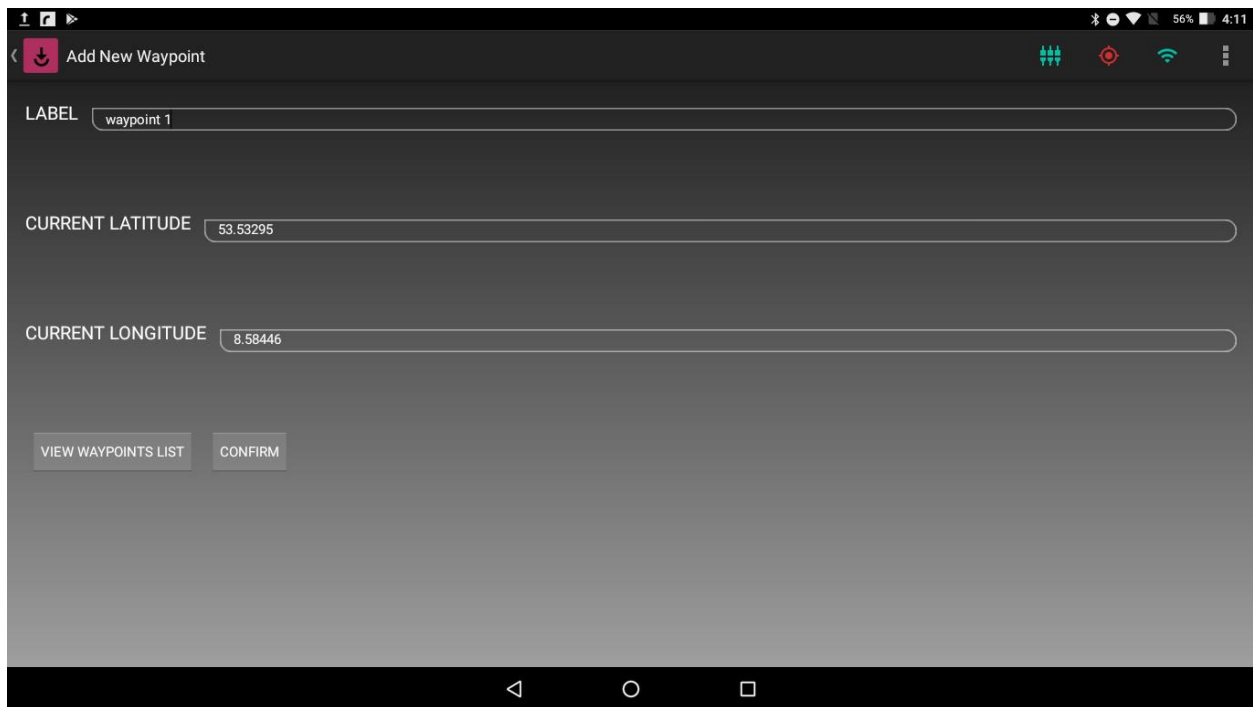 56% 4:11
Add New Waypoint
LABEL waypoint 1
CURRENT LATITUDE 53.53295
CURRENT LONGITUDE 8.58446
VIEW WAYPOINTS LIST CONFIRM